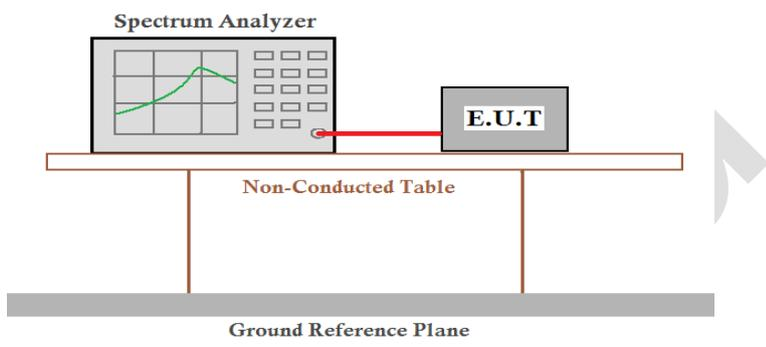 Spectrum Analyzer
E.U.T
Non-Conducted Table
Ground Reference Plane